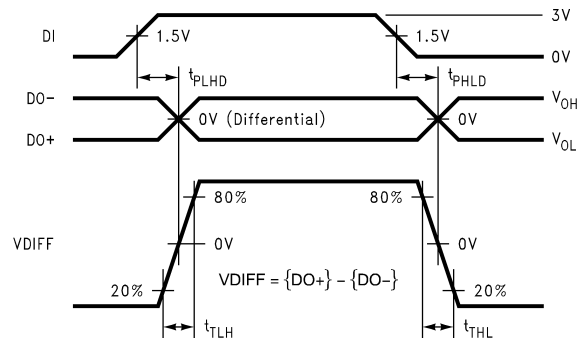 3V
DI
1.5V
1.5V
0V
tPLHD
tPHLD
DO-
VOH
0V (Differential)
0V
DO+
VOL
80%
80%
VDIFF
0V
0V
VDIFF = {DO+} - {DO-}
20%
20%
tTLH
tTHL